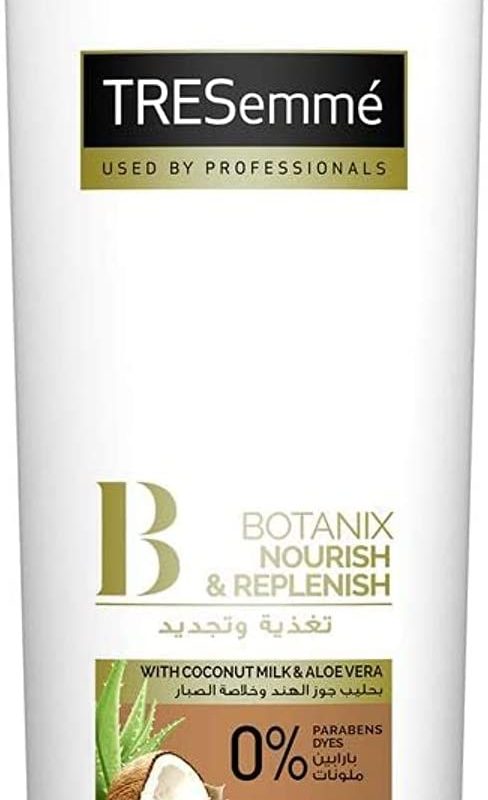 TRESemmé
USED BY PROFESSIONALS
B
BOTANIX
NOURISH
& REPLENISH
تغذية وتجديد
WITH COCONUT MILK & ALOE VERA
بحليب جوز الهند وخلاصة الصبار
0%
PARABENS
DYES
بارابين
ملونات